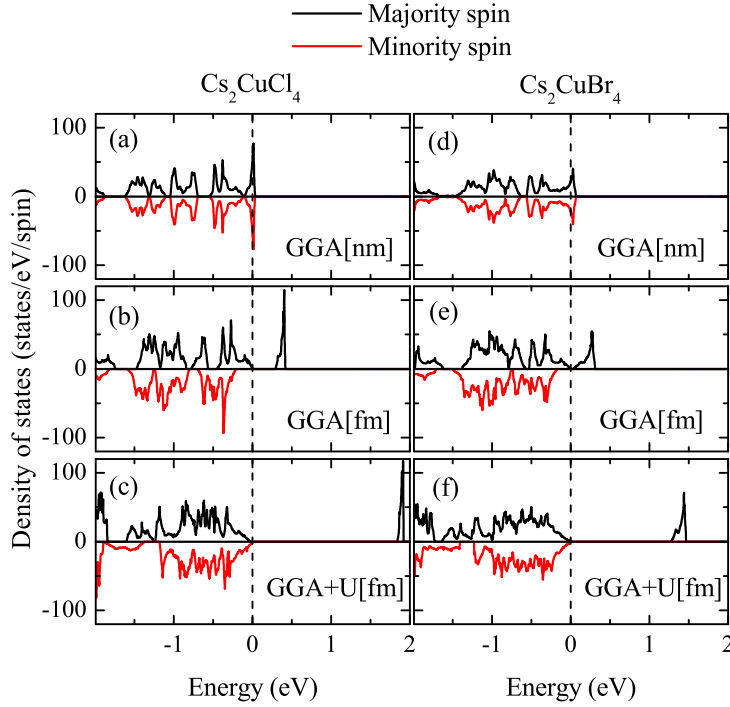 Majority spin
Minority spin
Cs₂CuCl₄
Cs₂CuBr₄
Density of states (states/eV/spin)
100
0
-100
(a)
GGA[nm]
(d)
GGA[nm]
100
0
-100
(b)
GGA[fm]
(e)
GGA[fm]
100
0
-100
(c)
GGA+U[fm]
(f)
GGA+U[fm]
-1 0 1 2 -1 0 1 2
Energy (eV) Energy (eV)